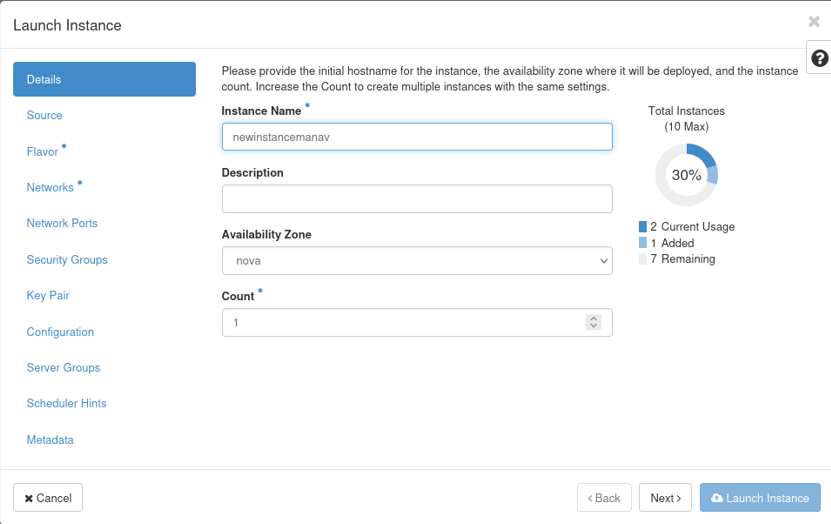 Launch Instance
Details
Source
Flavor *
Networks *
Network Ports
Security Groups
Key Pair
Configuration
Server Groups
Scheduler Hints
Metadata
Please provide the initial hostname for the instance, the availability zone where it will be deployed, and the instance
count. Increase the Count to create multiple instances with the same settings.
Instance Name *
newinstancemanav
Description
Availability Zone
nova
Count *
1
Total Instances
(10 Max)
30%
2 Current Usage
1 Added
7 Remaining
Cancel
< Back
Next >
Launch Instance